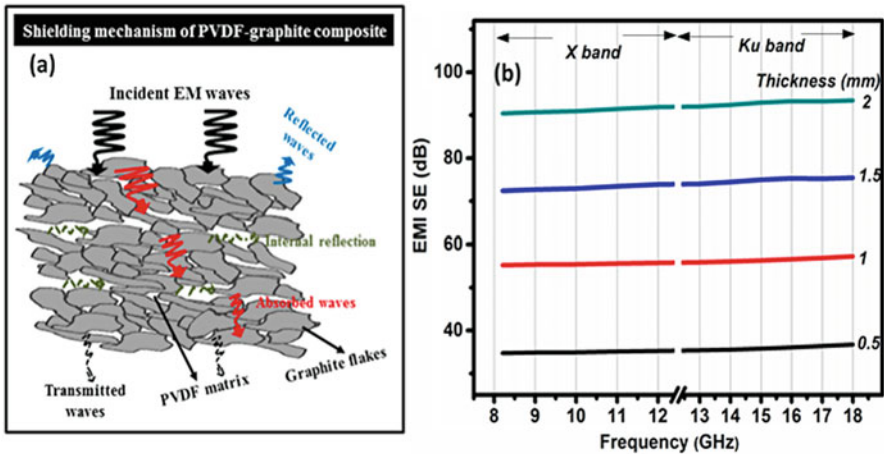 Shielding mechanism of PVDF-graphite composite
(a)
Incident EM waves
Reflected
waves
Internal reflection
Absorbed waves
Transmitted
waves
PVDF matrix
Graphite flakes
(b)
X band
Ku band
Thickness (mm)
2
1.5
1
0.5
EMI SE (dB)
100
80
60
40
8 9 10 11 12 13 14 15 16 17 18
Frequency (GHz)